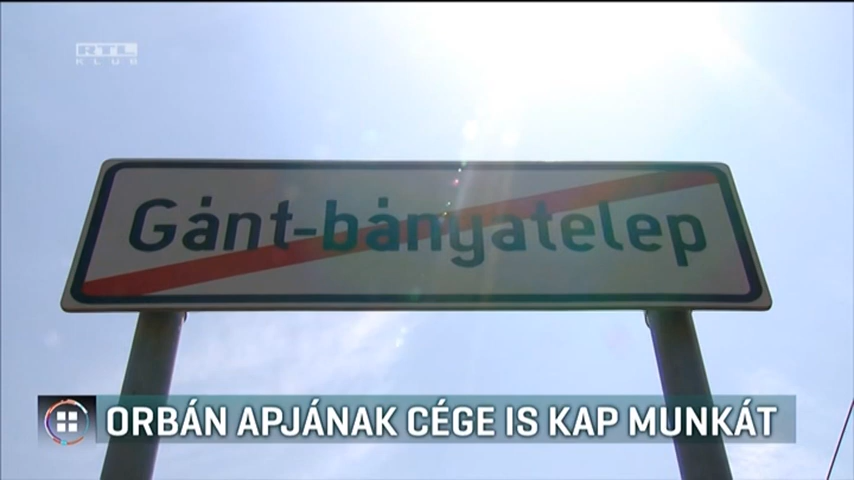 RTL
KLUB
Gánt-bányatelep
ORBÁN APJÁNAK CÉGE IS KAP MUNKÁT